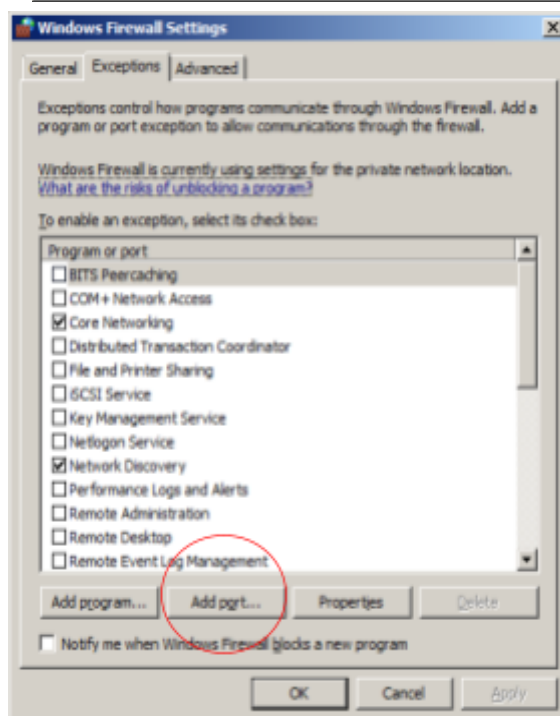 Windows Firewall Settings
General Exceptions Advanced
Exceptions control how programs communicate through Windows Firewall. Add a
program or port exception to allow communications through the firewall.
Windows Firewall is currently using settings for the private network location.
What are the risks of unblocking a program?
To enable an exception, select its check box:
Program or port
BITS Peercaching
COM+ Network Access
Core Networking
Distributed Transaction Coordinator
File and Printer Sharing
iSCSI Service
Key Management Service
Netlogon Service
Network Discovery
Performance Logs and Alerts
Remote Administration
Remote Desktop
Remote Event Log Management
Add program... Add port... Properties Delete
Notify me when Windows Firewall blocks a new program
OK Cancel Apply